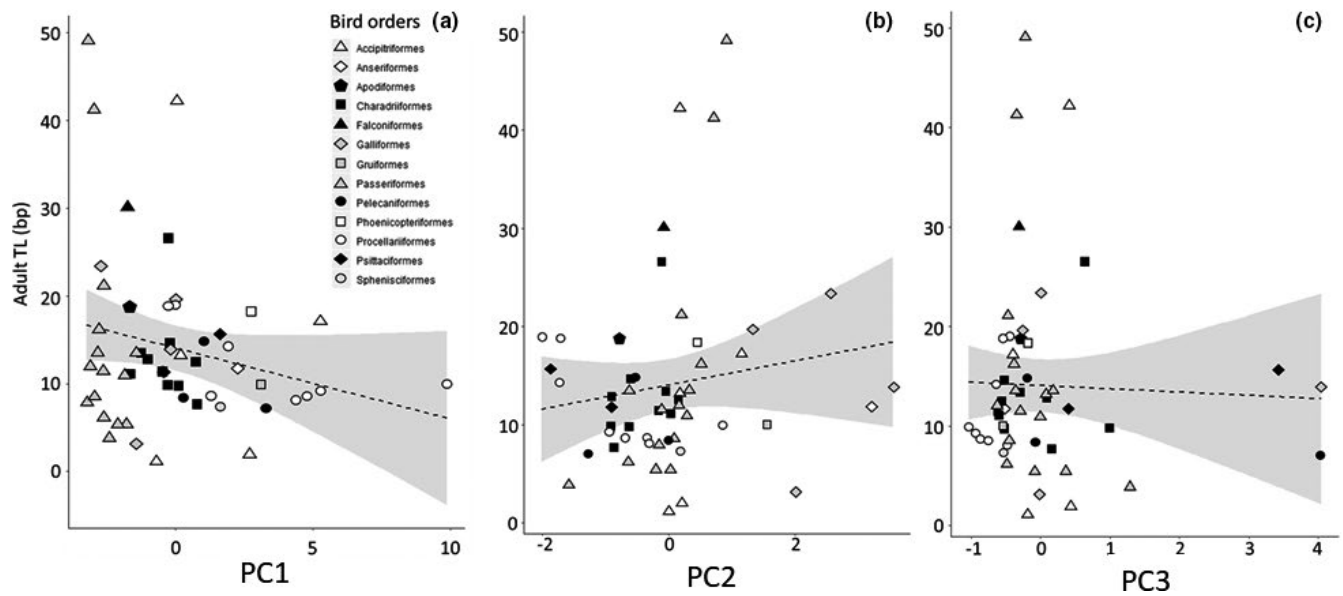 Bird orders (a)
Accipitriformes
Anseriformes
Apodiformes
Charadriiformes
Falconiformes
Galliformes
Gruiformes
Passeriformes
Pelecaniformes
Phoenicopteriformes
Procellariiformes
Psittaciformes
Sphenisciformes
Adult TL (bp)
50
40
30
20
10
0
0 5 10
PC1
(b)
50
40
30
20
10
0
-2 0 2
PC2
(c)
50
40
30
20
10
0
-1 0 1 2 3 4
PC3